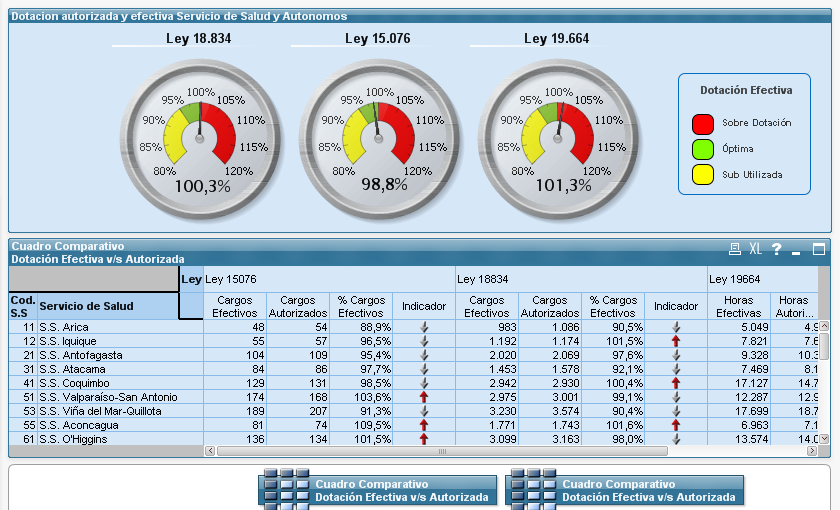 Dotacion autorizada y efectiva Servicio de Salud y Autonomos
Ley 18.834
Ley 15.076
Ley 19.664
80% 85% 90% 95% 100% 105% 110% 115% 120%
100,3%
80% 85% 90% 95% 100% 105% 110% 115% 120%
98,8%
80% 85% 90% 95% 100% 105% 110% 115% 120%
101,3%
Dotación Efectiva
Sobre Dotación
Óptima
Sub Utilizada
Cuadro Comparativo
Dotación Efectiva v/s Autorizada
XL ?
Ley Ley 15076 Ley 18834 Ley 19664
Cod. S.S Servicio de Salud Cargos Efectivos Cargos Autorizados % Cargos Efectivos Indicador Cargos Efectivos Cargos Autorizados % Cargos Efectivos Indicador Horas Efectivas Horas Autori...
11 S.S. Arica 48 54 88,9% 983 1.086 90,5% 5.049 4.9
12 S.S. Iquique 55 57 96,5% 1.192 1.174 101,5% 7.821 7.6
21 S.S. Antofagasta 104 109 95,4% 2.020 2.069 97,6% 9.328 10.3
31 S.S. Atacama 84 86 97,7% 1.453 1.578 92,1% 7.469 8.1
41 S.S. Coquimbo 129 131 98,5% 2.942 2.930 100,4% 17.127 14.7
51 S.S. Valparaíso-San Antonio 174 168 103,6% 2.975 3.001 99,1% 12.287 12.9
53 S.S. Viña del Mar-Quillota 189 207 91,3% 3.230 3.574 90,4% 17.699 18.7
55 S.S. Aconcagua 81 74 109,5% 1.771 1.743 101,6% 6.963 7.1
61 S.S. O'Higgins 136 134 101,5% 3.099 3.163 98,0% 13.574 14.0
Cuadro Comparativo
Dotación Efectiva v/s Autorizada
Cuadro Comparativo
Dotación Efectiva v/s Autorizada